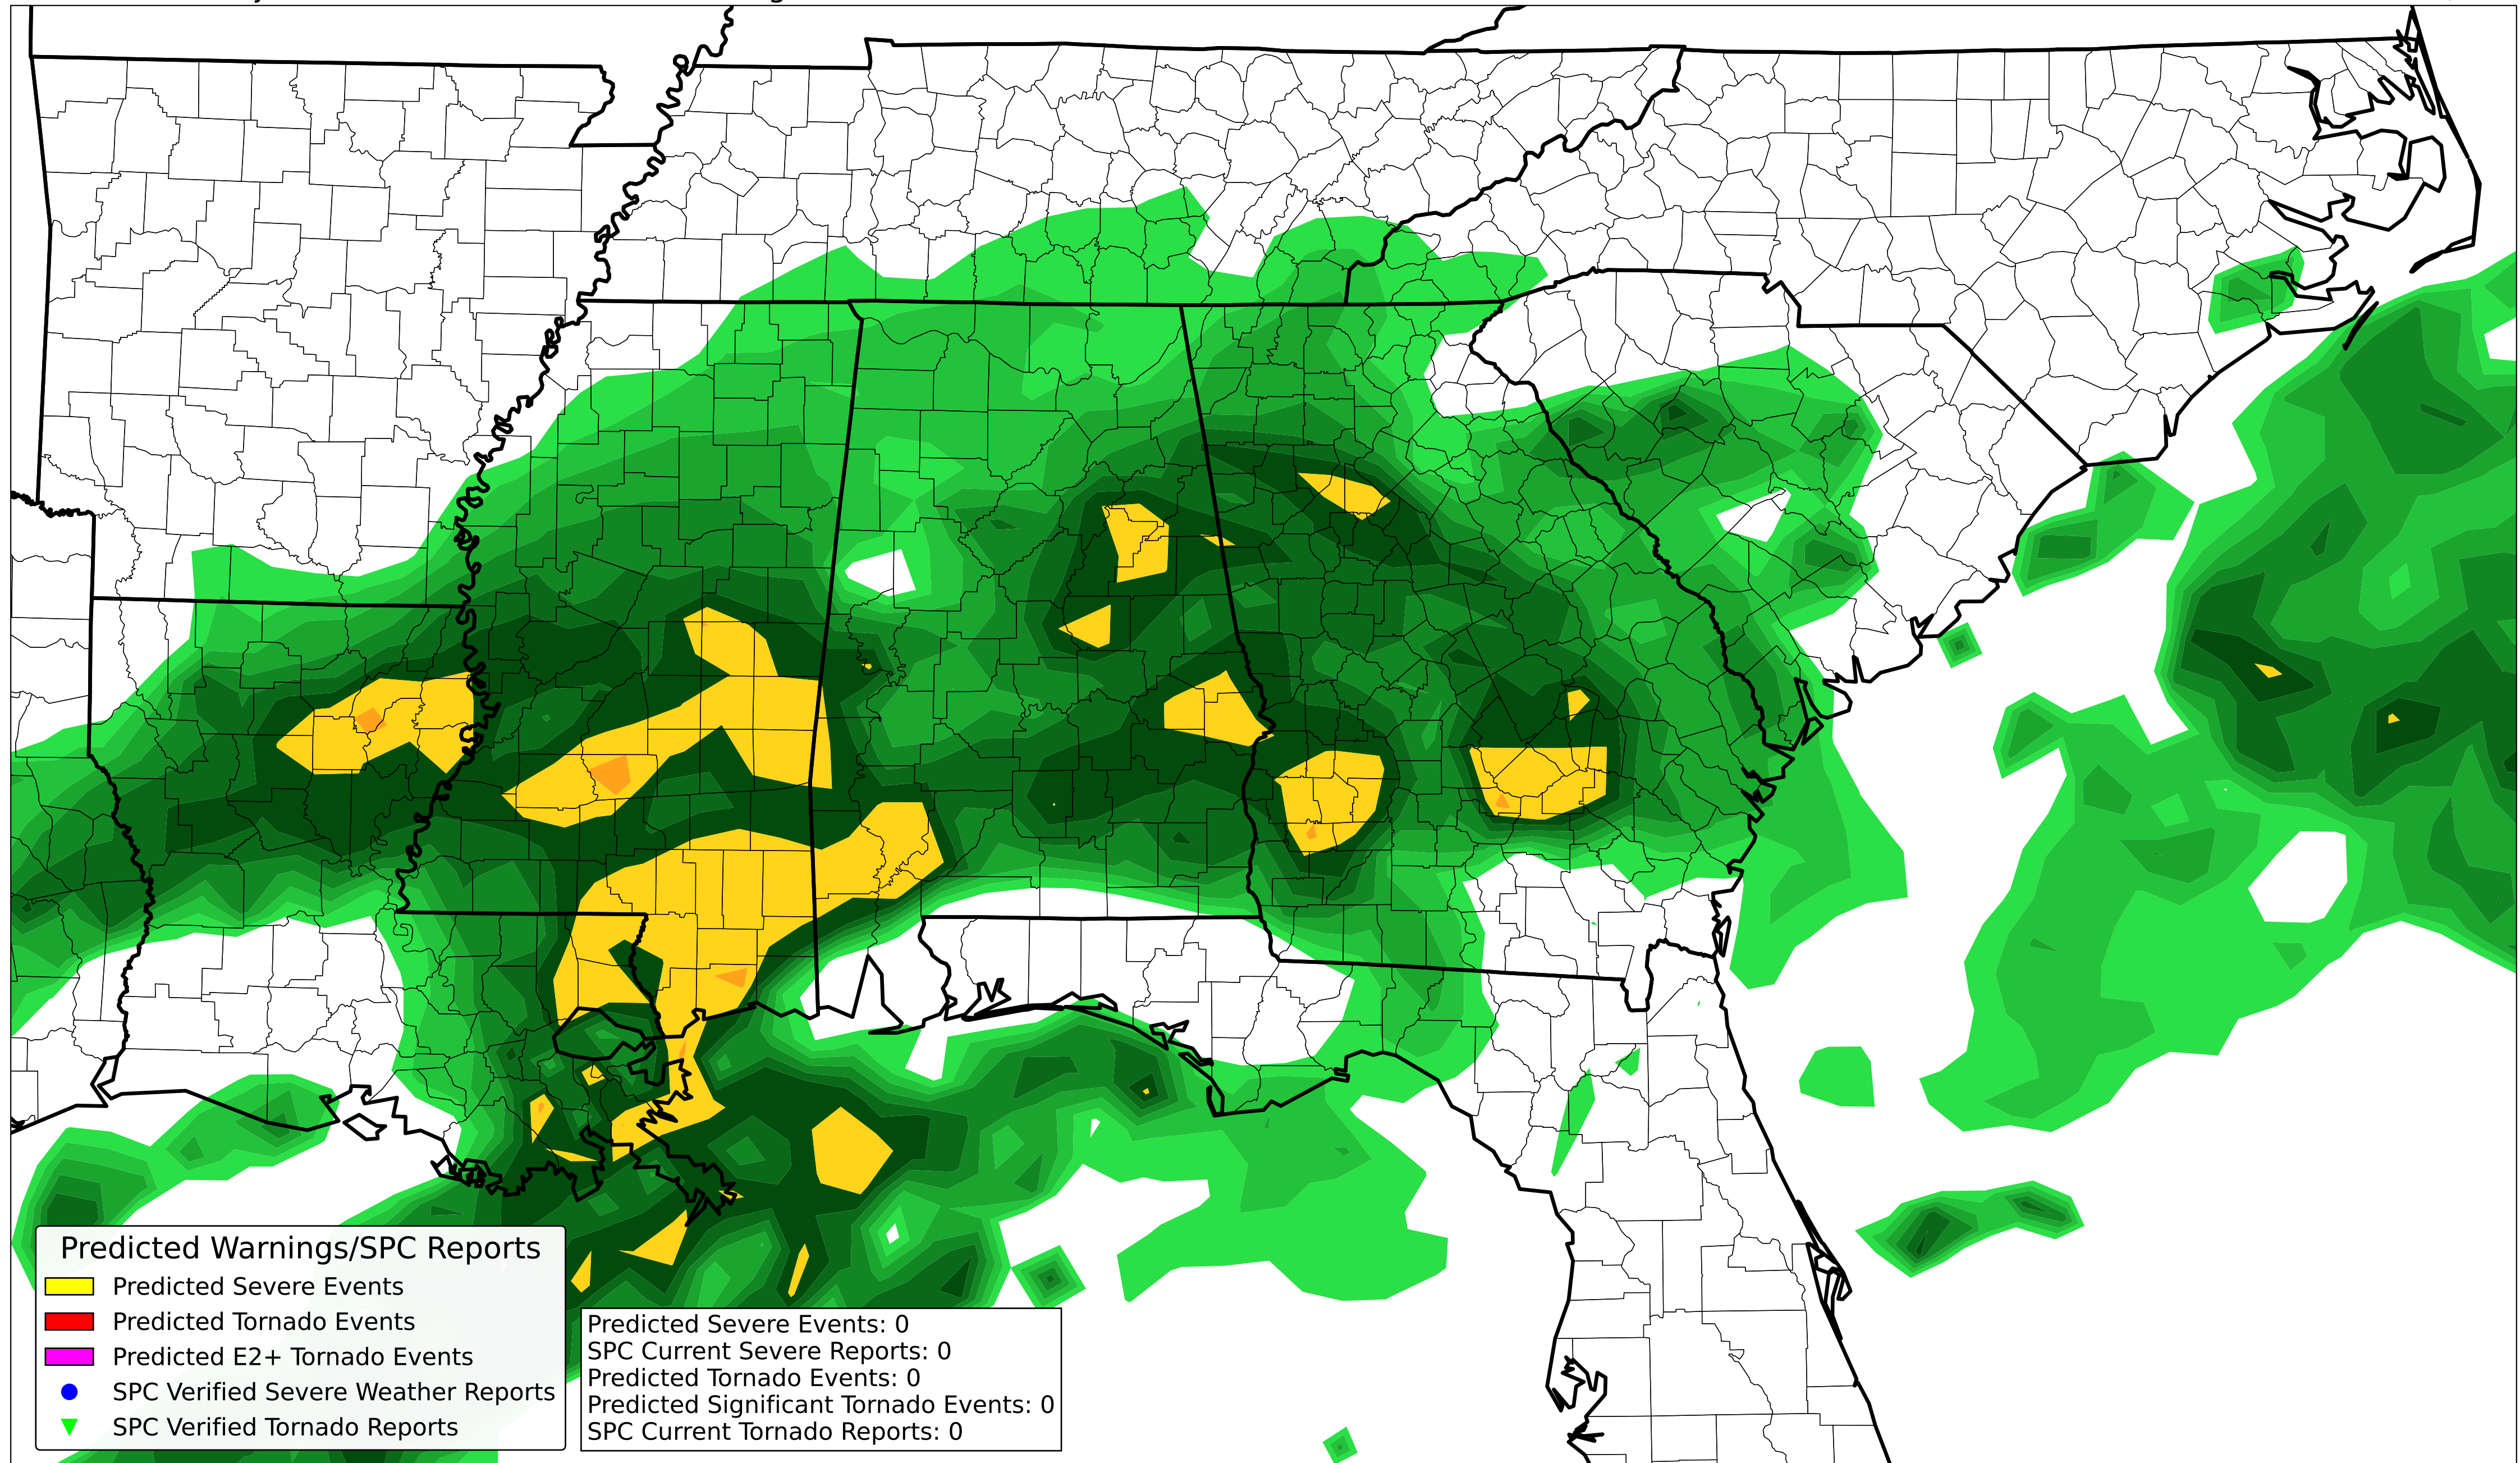 Predicted Warnings/SPC Reports
Predicted Severe Events
Predicted Tornado Events
Predicted E2+ Tornado Events
SPC Verified Severe Weather Reports
SPC Verified Tornado Reports
Predicted Severe Events: 0
SPC Current Severe Reports: 0
Predicted Tornado Events: 0
Predicted Significant Tornado Events: 0
SPC Current Tornado Reports: 0